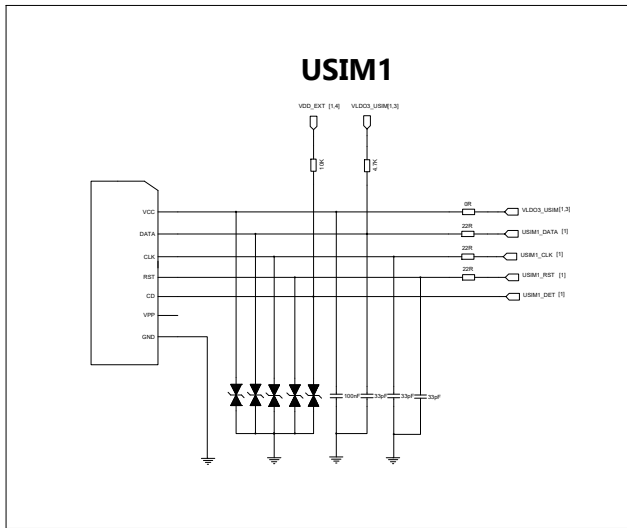 USIM1
VDD_EXT [1,4] VLDO3_USIM[1,3]
10K
4.7K
VCC
0R
VLDO3_USIM[1,3]
DATA
22R
USIM1_DATA [1]
CLK
22R
USIM1_CLK [1]
RST
22R
USIM1_RST [1]
CD
USIM1_DET [1]
VPP
GND
100nF 33pF 33pF 33pF